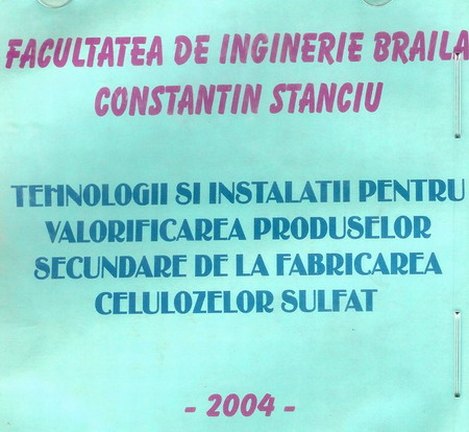 FACULTATEA DE INGINERIE BRAILA
CONSTANTIN STANCIU
TEHNOLOGII SI INSTALATII PENTRU
VALORIFICAREA PRODUSELOR
SECUNDARE DE LA FABRICAREA
CELULOZELOR SULFAT
- 2004 -